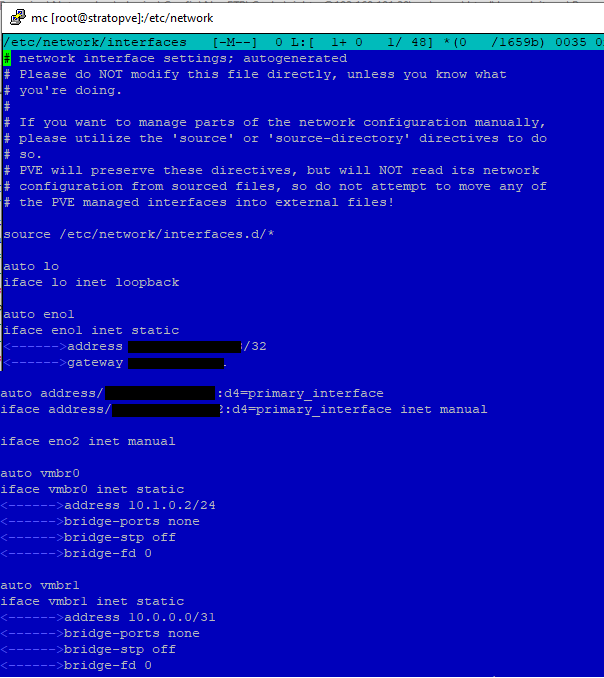 mc [root@stratopve]:/etc/network
/etc/network/interfaces   [-M--]  0 L:[  1+ 0   1/ 48] *(0   /1659b) 0035 0
# network interface settings; autogenerated
# Please do NOT modify this file directly, unless you know what
# you're doing.
#
# If you want to manage parts of the network configuration manually,
# please utilize the 'source' or 'source-directory' directives to do
# so.
# PVE will preserve these directives, but will NOT read its network
# configuration from sourced files, so do not attempt to move any of
# the PVE managed interfaces into external files!
source /etc/network/interfaces.d/*
auto lo
iface lo inet loopback
auto eno1
iface eno1 inet static
<------>address /32
<------>gateway
auto address/ :d4=primary_interface
iface address/ :d4=primary_interface inet manual
iface eno2 inet manual
auto vmbr0
iface vmbr0 inet static
<------>address 10.1.0.2/24
<------>bridge-ports none
<------>bridge-stp off
<------>bridge-fd 0
auto vmbr1
iface vmbr1 inet static
<------>address 10.0.0.0/31
<------>bridge-ports none
<------>bridge-stp off
<------>bridge-fd 0